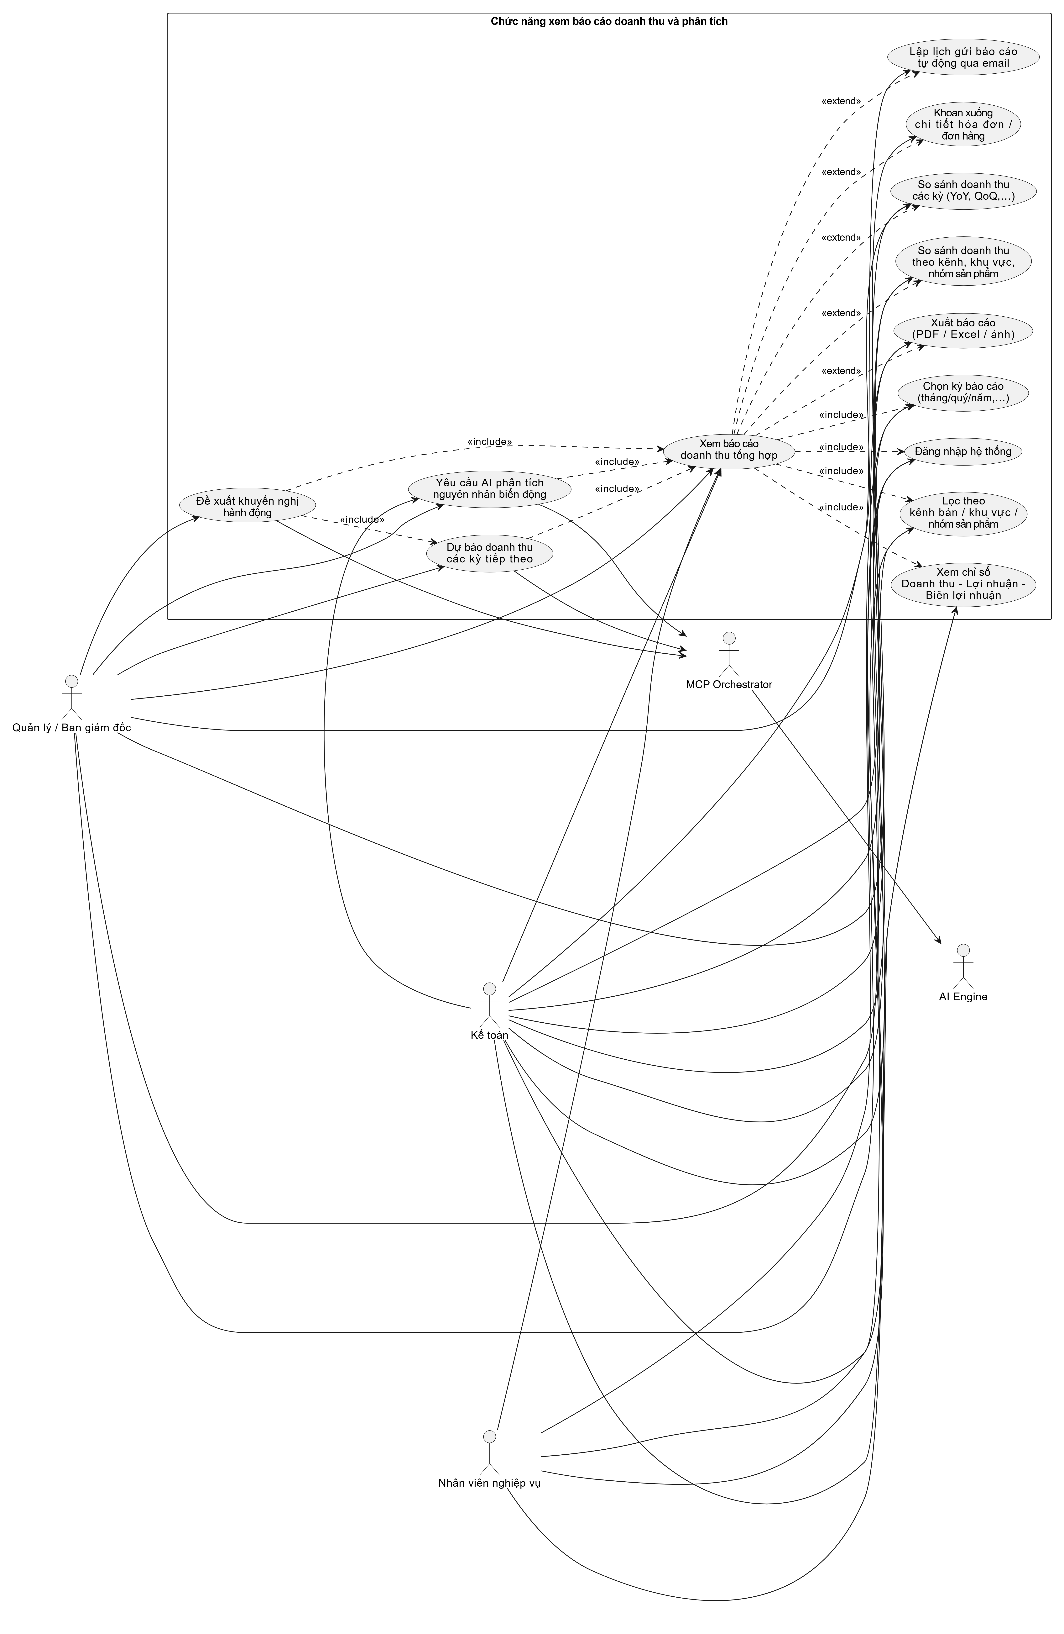 Chức năng xem báo cáo doanh thu và phân tích
Lập lịch gửi báo cáo
tự động qua email
«extend»
Khoan xuống
chi tiết hóa đơn /
đơn hàng
«extend»
So sánh doanh thu
các kỳ (YoY, QoQ,…)
«extend»
So sánh doanh thu
theo kênh, khu vực,
nhóm sản phẩm
«extend»
Xuất báo cáo
(PDF / Excel / ảnh)
«extend»
Chọn kỳ báo cáo
(tháng/quý/năm,…)
«include»
Xem báo cáo
doanh thu tổng hợp
«include»
«include»
Đăng nhập hệ thống
«include»
«include»
Yêu cầu AI phân tích
nguyên nhân biến động
«include»
Đề xuất khuyến nghị
hành động
«include»
Lọc theo
kênh bán / khu vực /
nhóm sản phẩm
«include»
«include»
Dự báo doanh thu
các kỳ tiếp theo
Xem chỉ số
Doanh thu - Lợi nhuận -
Biên lợi nhuận
MCP Orchestrator
Quản lý / Ban giám đốc
AI Engine
Kế toán
Nhân viên nghiệp vụ